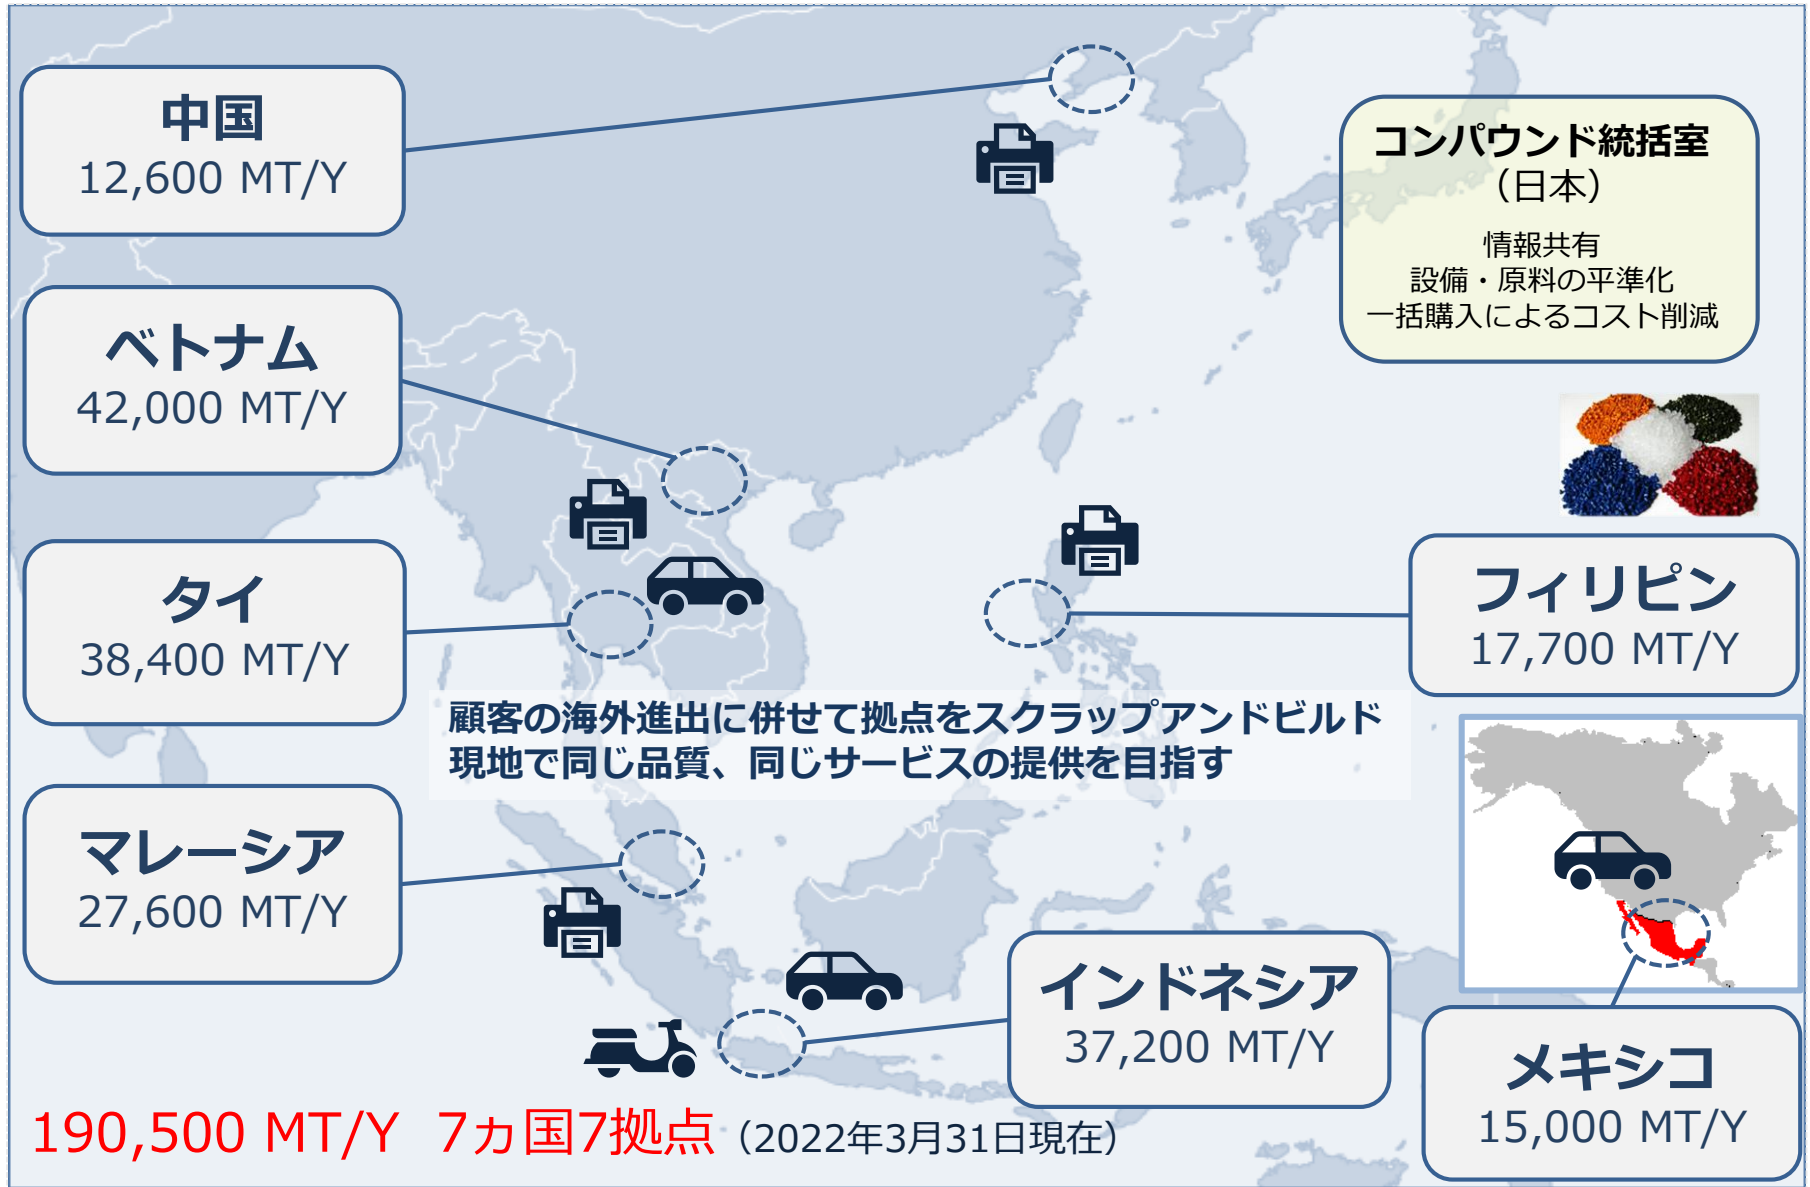 中国
12,600 MT/Y
ベトナム
42,000 MT/Y
タイ
38,400 MT/Y
マレーシア
27,600 MT/Y
コンパウンド統括室
（日本）
情報共有
設備・原料の平準化
一括購入によるコスト削減
フィリピン
17,700 MT/Y
顧客の海外進出に併せて拠点をスクラップアンドビルド
現地で同じ品質、同じサービスの提供を目指す
インドネシア
37,200 MT/Y
メキシコ
15,000 MT/Y
190,500 MT/Y 7カ国7拠点（2022年3月31日現在）